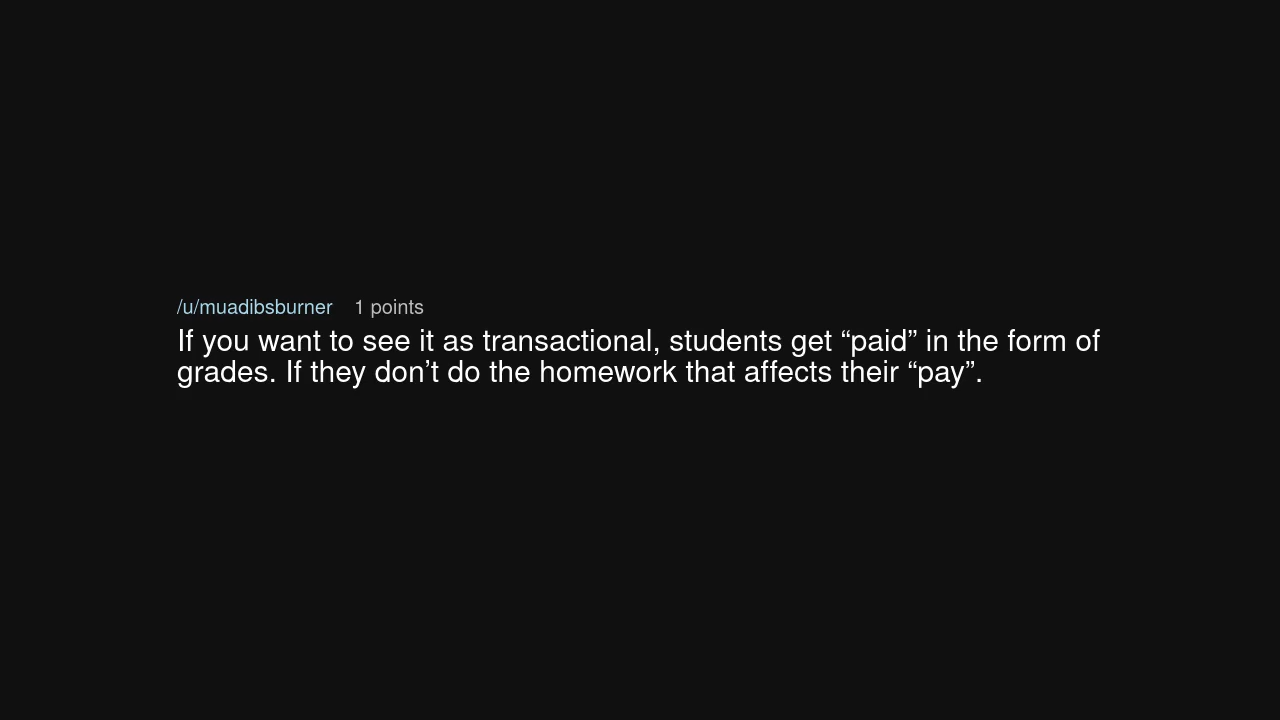 /u/muadibsburner 1 points
If you want to see it as transactional, students get “paid” in the form of
grades. If they don’t do the homework that affects their “pay”.